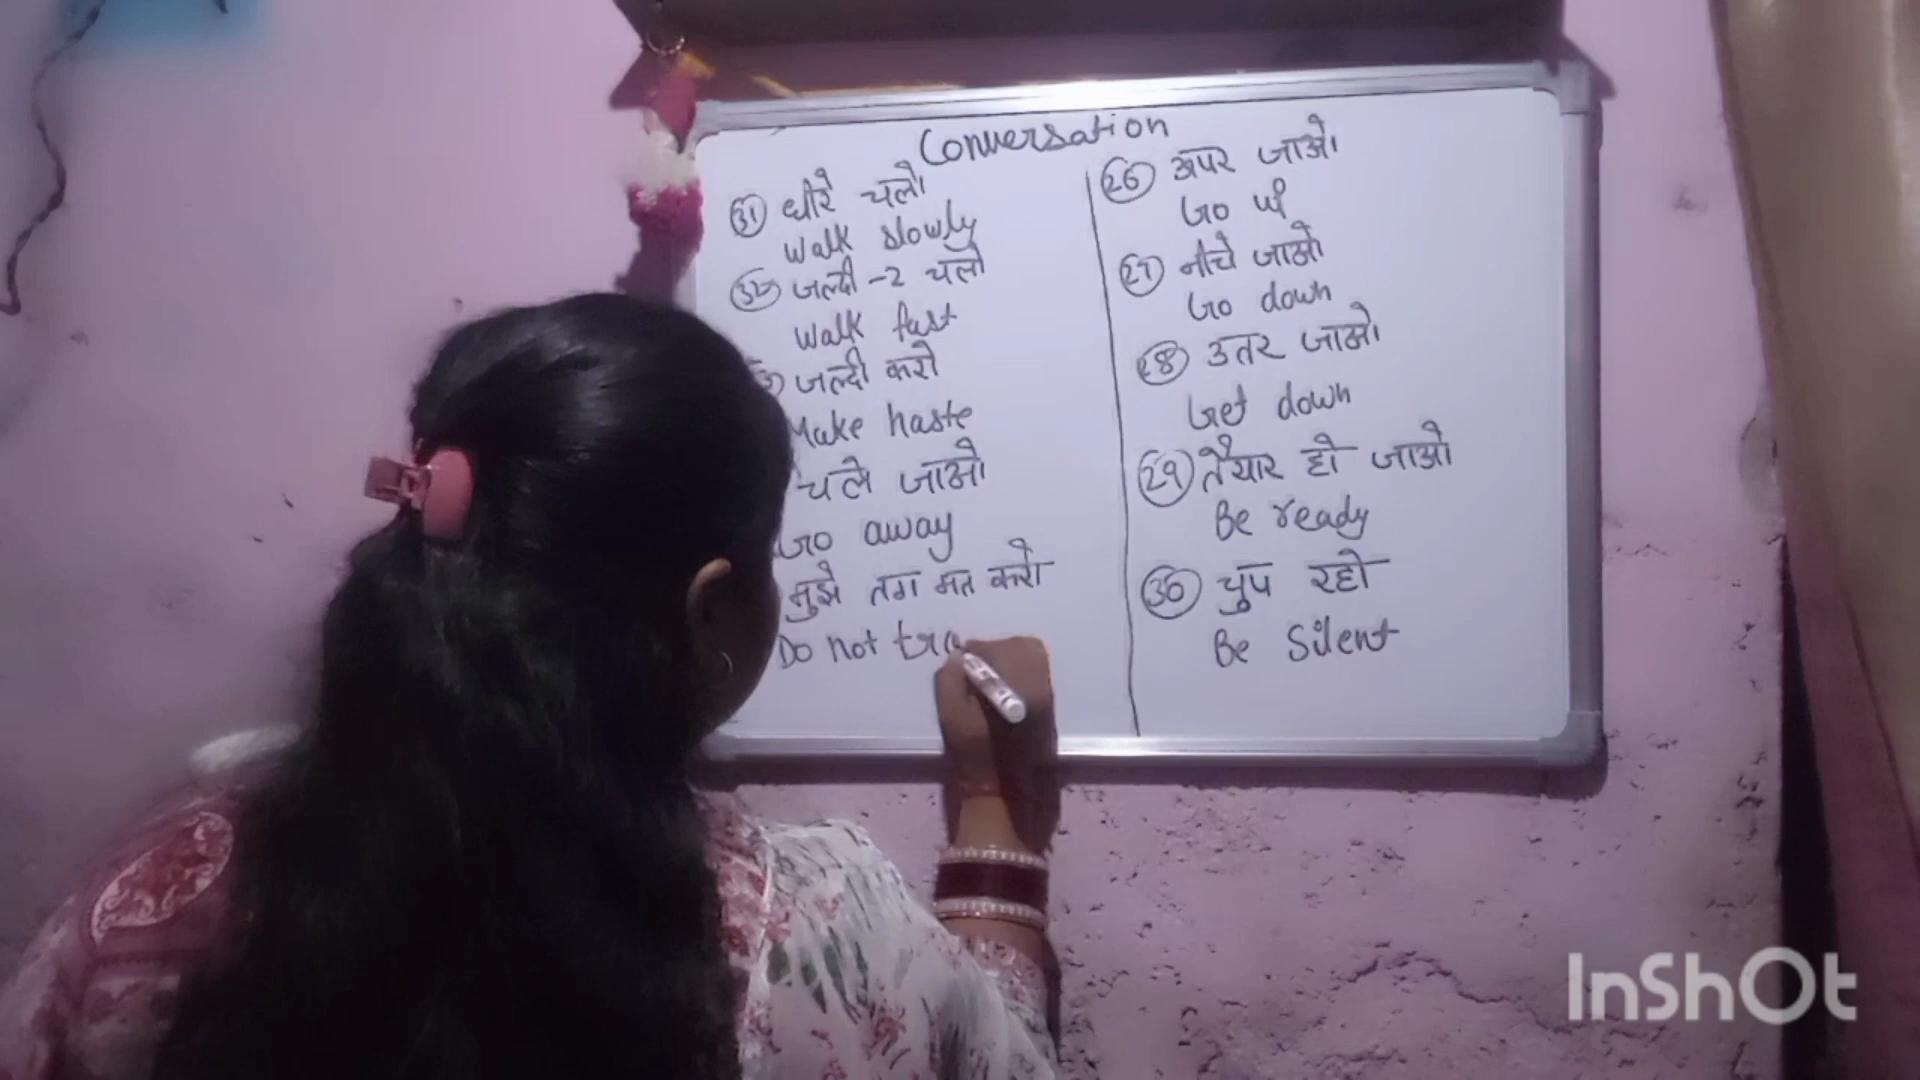 Conversation
31 धीरे चलो।
Walk slowly
32 जल्दी -2 चलो
Walk fast
जल्दी करो
Make haste
चले जाओ
Go away
मुझे तग मत करो
Do not tra
26 ऊपर जाओ।
Go up
27 नीचे जाओ
Go down
28 उतर जाओ।
Get down
29 तैयार हो जाओ
Be ready
30 चुप रहो
Be Silent
InShOt